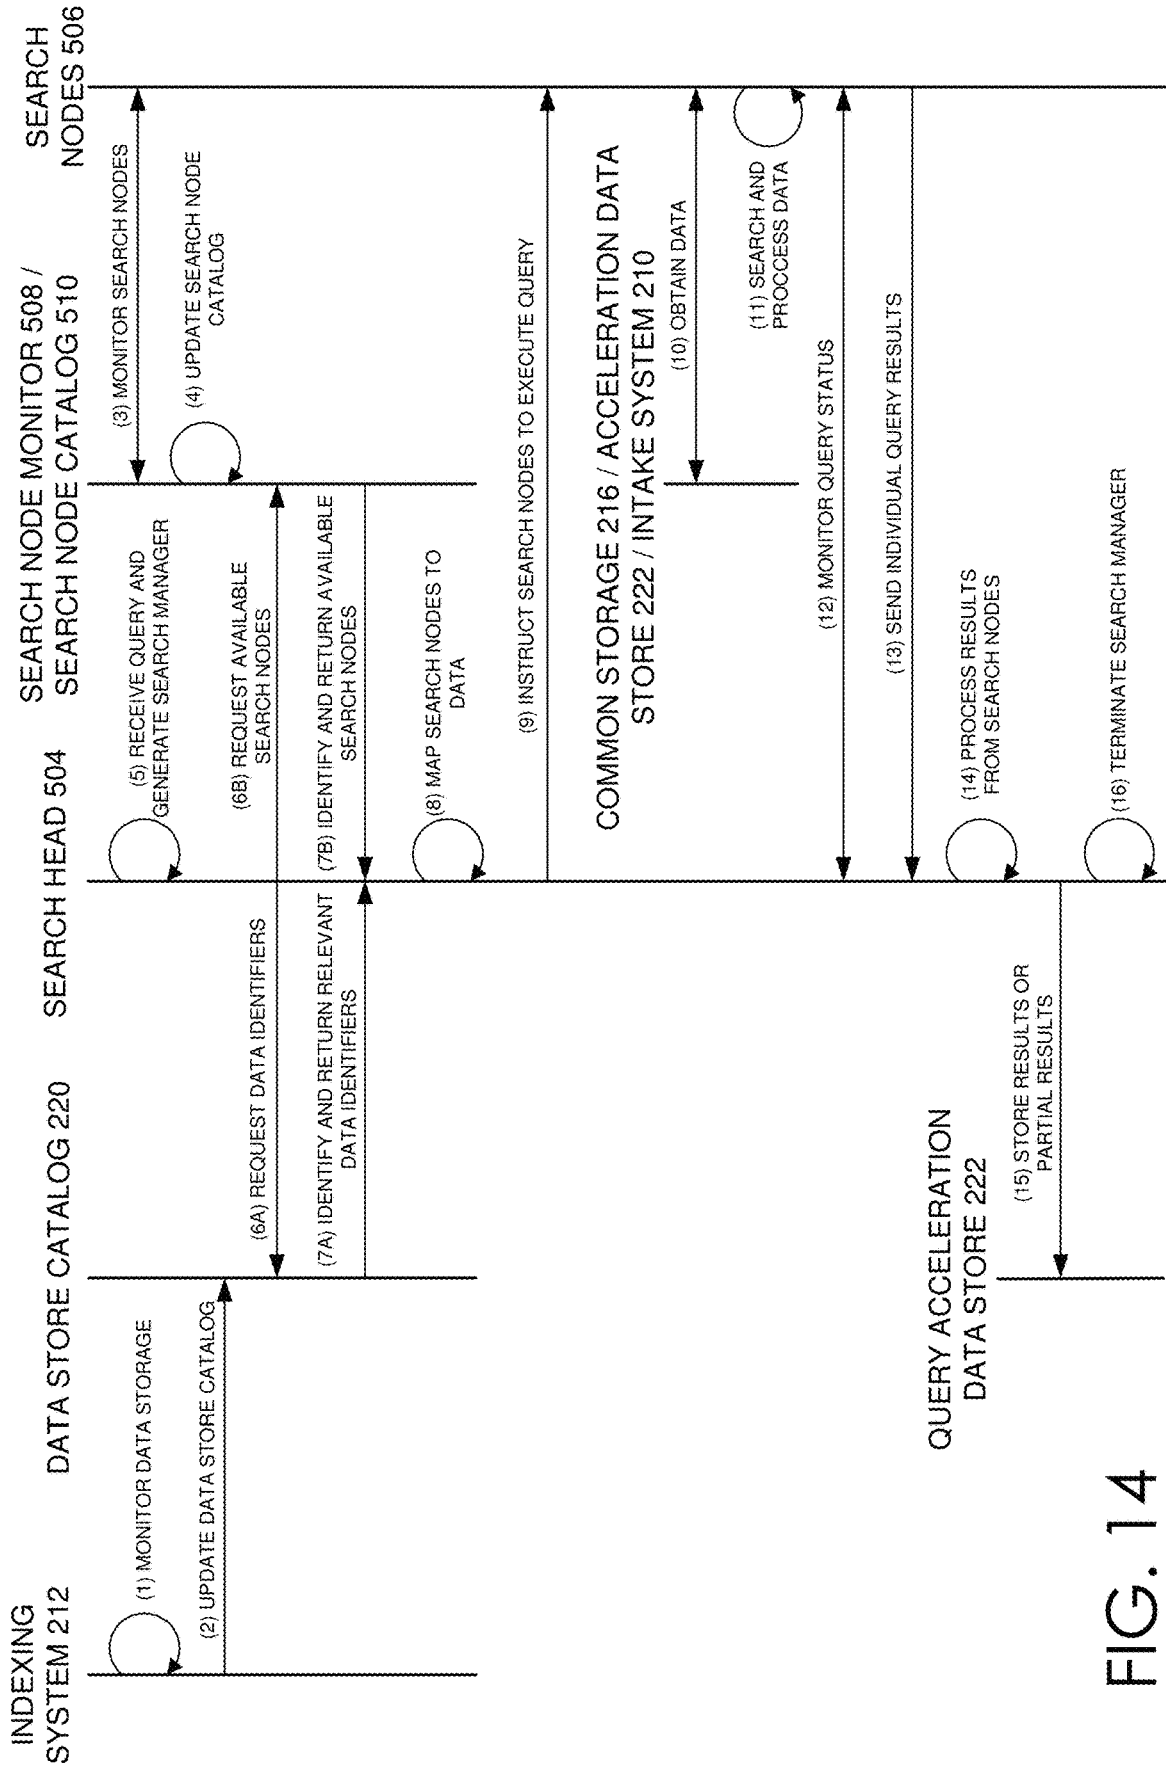 INDEXING
SYSTEM 212
DATA STORE CATALOG 220
SEARCH HEAD 504
SEARCH NODE MONITOR 508 /
SEARCH NODE CATALOG 510
SEARCH
NODES 506
(1) MONITOR DATA STORAGE
(2) UPDATE DATA STORE CATALOG
(3) MONITOR SEARCH NODES
(4) UPDATE SEARCH NODE
CATALOG
(5) RECEIVE QUERY AND
GENERATE SEARCH MANAGER
(6A) REQUEST DATA IDENTIFIERS
(6B) REQUEST AVAILABLE
SEARCH NODES
(7A) IDENTIFY AND RETURN RELEVANT
DATA IDENTIFIERS
(7B) IDENTIFY AND RETURN AVAILABLE
SEARCH NODES
(8) MAP SEARCH NODES TO
DATA
(9) INSTRUCT SEARCH NODES TO EXECUTE QUERY
COMMON STORAGE 216 / ACCELERATION DATA
STORE 222 / INTAKE SYSTEM 210
(10) OBTAIN DATA
(11) SEARCH AND
PROCCESS DATA
(12) MONITOR QUERY STATUS
(13) SEND INDIVIDUAL QUERY RESULTS
(14) PROCESS RESULTS
FROM SEARCH NODES
QUERY ACCELERATION
DATA STORE 222
(15) STORE RESULTS OR
PARTIAL RESULTS
(16) TERMINATE SEARCH MANAGER
FIG. 14